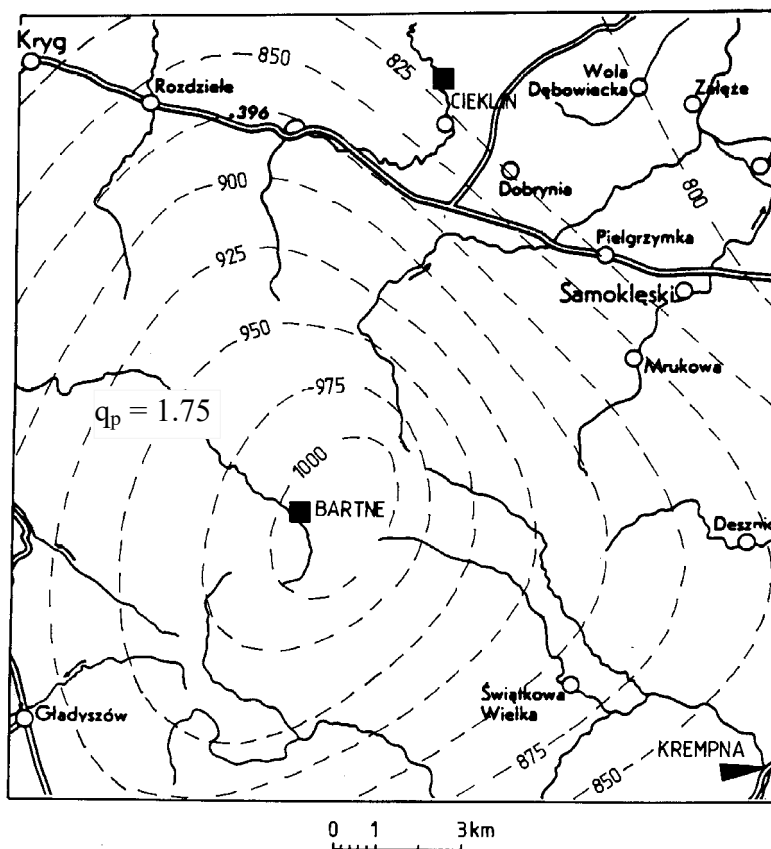 Kryg
850
825
Rozdziele
.396
CIEKLIN
Wola
Dębowiecka
Załęże
Dobrynia
900
800
925
Pielgrzymka
Samoklęski
950
Mrukowa
975
qp = 1.75
1000
BARTNE
Deszni
Świątkowa
Wielka
Gładyszów
KREMPNA
875
850
0 1 3km